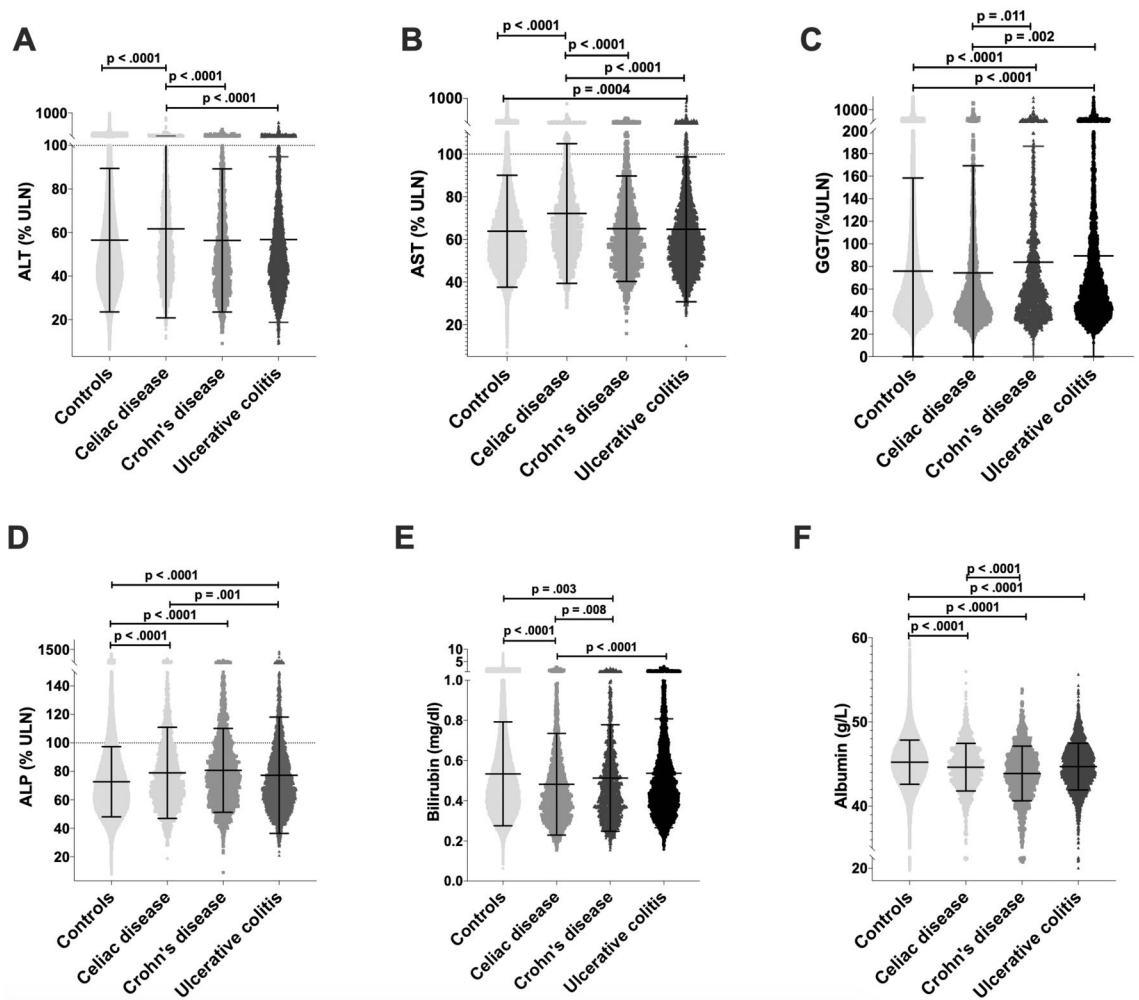 A
p < .0001
p < .0001
p < .0001
1000
100
80
60
40
20
ALT (% ULN)
Controls
Celiac disease
Crohn's disease
Ulcerative colitis
B
p < .0001
p < .0001
p < .0001
p = .0004
1000
100
80
60
40
20
AST (% ULN)
Controls
Celiac disease
Crohn's disease
Ulcerative colitis
C
p = .011
p = .002
p < .0001
p < .0001
1000
200
180
160
140
120
100
80
60
40
20
0
GGT(%ULN)
Controls
Celiac disease
Crohn's disease
Ulcerative colitis
D
p < .0001
p = .001
p < .0001
p < .0001
1500
140
120
100
80
60
40
20
ALP (% ULN)
Controls
Celiac disease
Crohn's disease
Ulcerative colitis
E
p = .003
p = .008
p < .0001
p < .0001
10
5
1.0
0.8
0.6
0.4
0.2
0.0
Bilirubin (mg/dl)
Controls
Celiac disease
Crohn's disease
Ulcerative colitis
F
p < .0001
p < .0001
p < .0001
p < .0001
60
50
40
20
Albumin (g/L)
Controls
Celiac disease
Crohn's disease
Ulcerative colitis